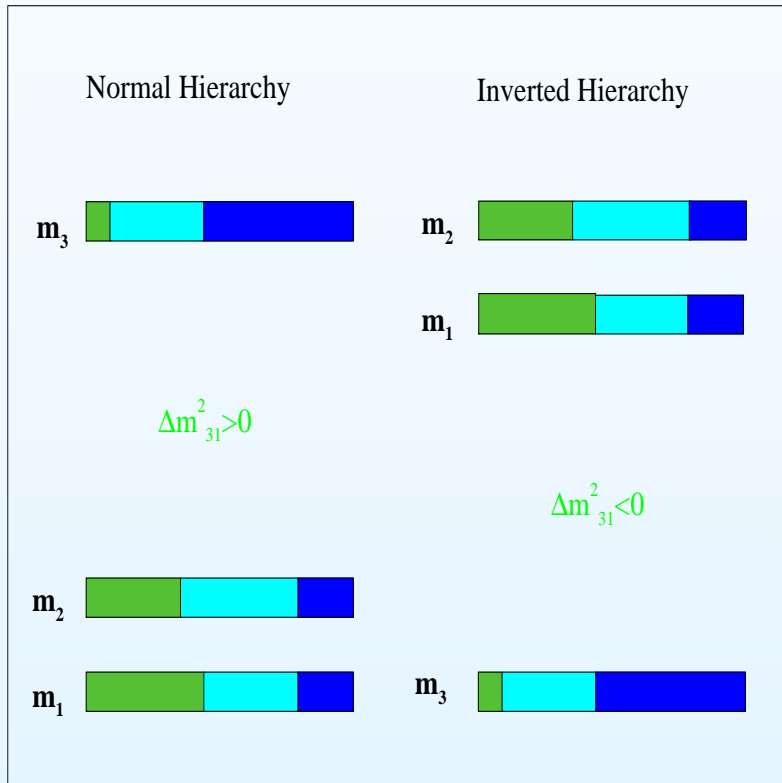 Normal Hierarchy
Inverted Hierarchy
m₃
m₂
m₁
Δm²₃₁>0
Δm²₃₁<0
m₂
m₁
m₃